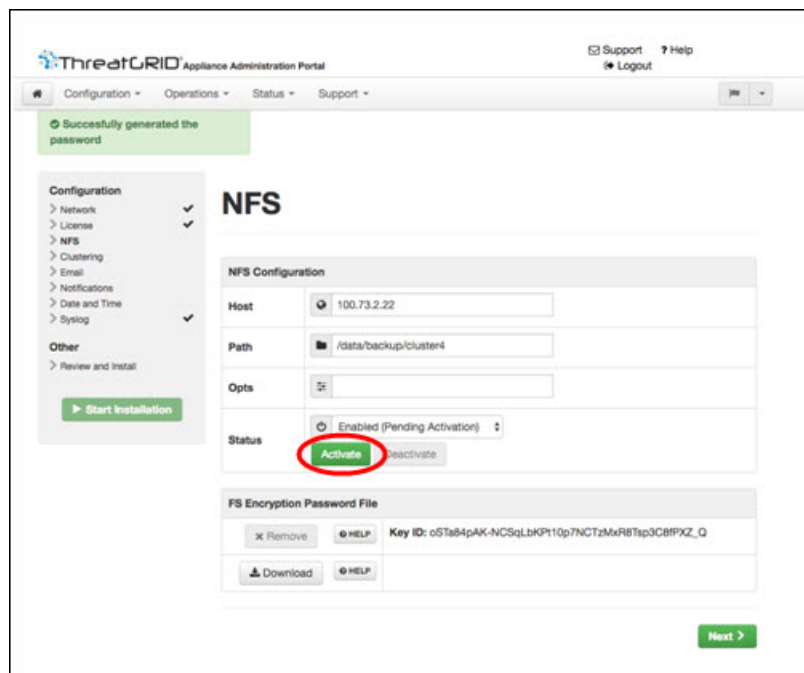 ThreatGRID Appliance Administration Portal
Support ? Help
Logout
Configuration Operations Status Support
Succesfully generated the
password
Configuration
> Network
> License
> NFS
> Clustering
> Email
> Notifications
> Date and Time
> Syslog
Other
> Review and Install
Start Installation
NFS
NFS Configuration
Host 100.73.2.22
Path /data/backup/cluster4
Opts
Status Enabled (Pending Activation)
Activate Deactivate
FS Encryption Password File
Remove HELP Key ID: oSTa84pAK-NCSqLbKPt10p7NCTzMxR8Tsp3C8fPXZ_Q
Download HELP
Next >